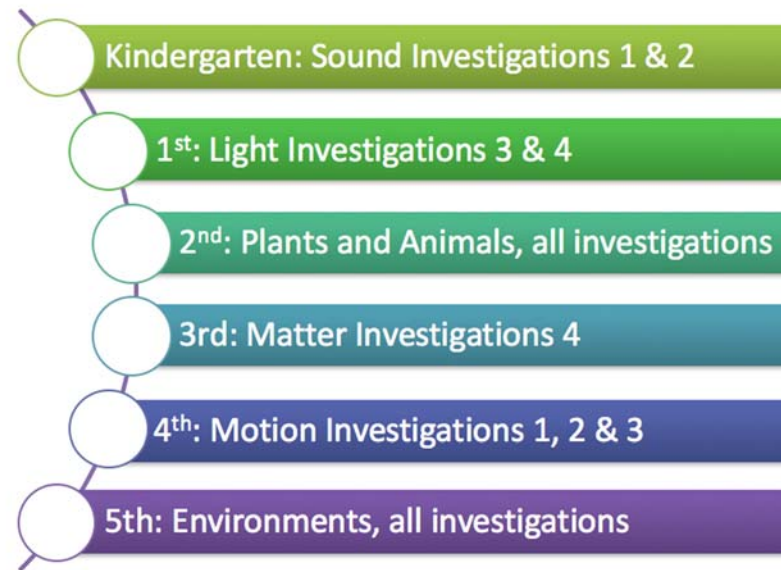 Kindergarten: Sound Investigations 1 & 2
1st: Light Investigations 3 & 4
2nd: Plants and Animals, all investigations
3rd: Matter Investigations 4
4th: Motion Investigations 1, 2 & 3
5th: Environments, all investigations